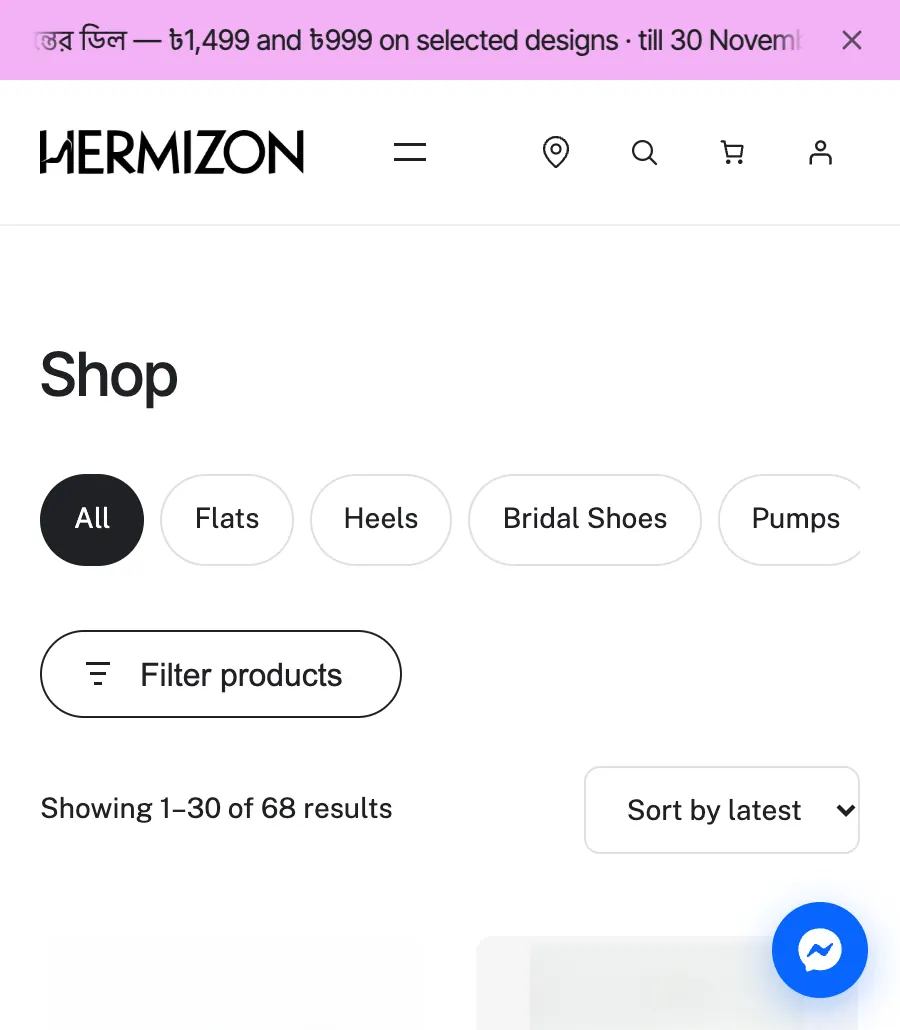 ন্তের ডিল — ৳1,499 and ৳999 on selected designs · till 30 Novem
HERMIZON
Shop
All Flats Heels Bridal Shoes Pumps
Filter products
Showing 1–30 of 68 results Sort by latest